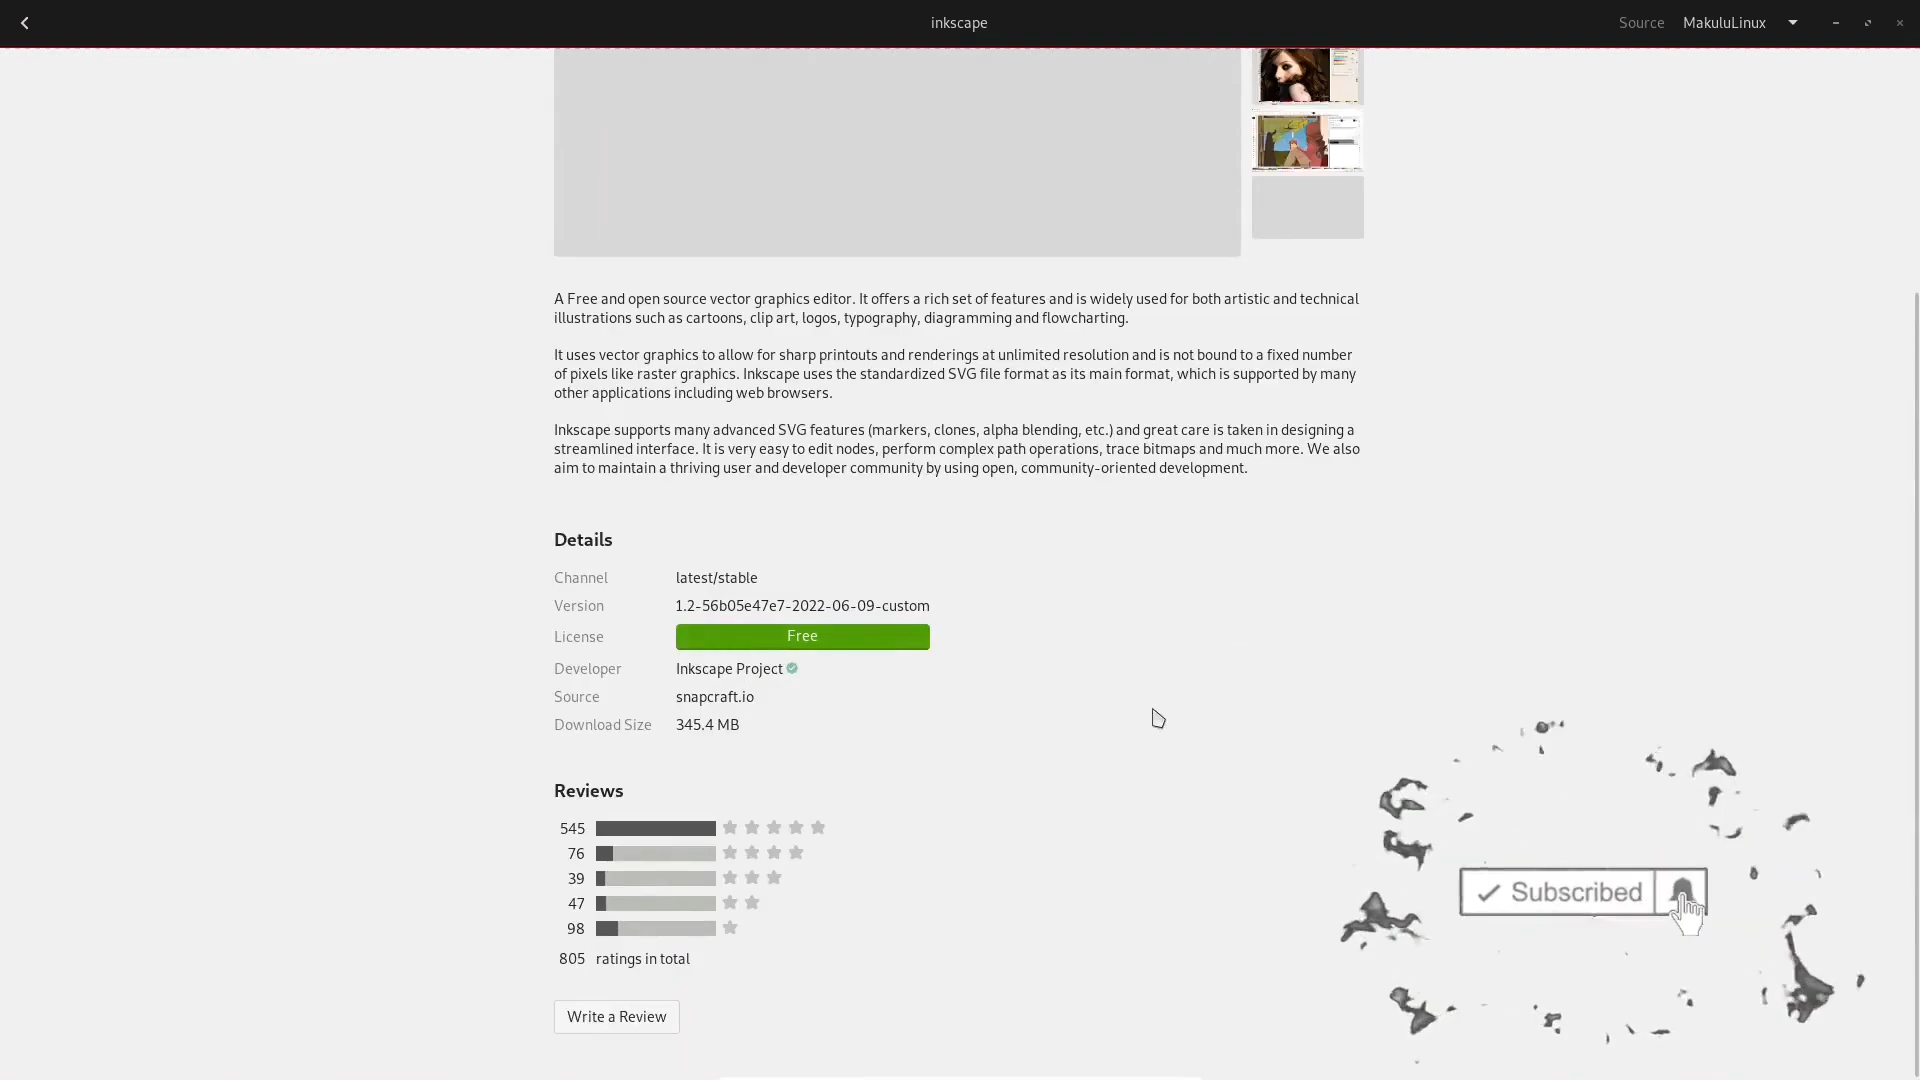 inkscape
Source MakuluLinux
A Free and open source vector graphics editor. It offers a rich set of features and is widely used for both artistic and technical
illustrations such as cartoons, clip art, logos, typography, diagramming and flowcharting.
It uses vector graphics to allow for sharp printouts and renderings at unlimited resolution and is not bound to a fixed number
of pixels like raster graphics. Inkscape uses the standardized SVG file format as its main format, which is supported by many
other applications including web browsers.
Inkscape supports many advanced SVG features (markers, clones, alpha blending, etc.) and great care is taken in designing a
streamlined interface. It is very easy to edit nodes, perform complex path operations, trace bitmaps and much more. We also
aim to maintain a thriving user and developer community by using open, community-oriented development.
Details
Channel latest/stable
Version 1.2-56b05e47e7-2022-06-09-custom
License Free
Developer Inkscape Project
Source snapcraft.io
Download Size 345.4 MB
Reviews
545
76
39
47
98
805 ratings in total
Write a Review
Subscribed